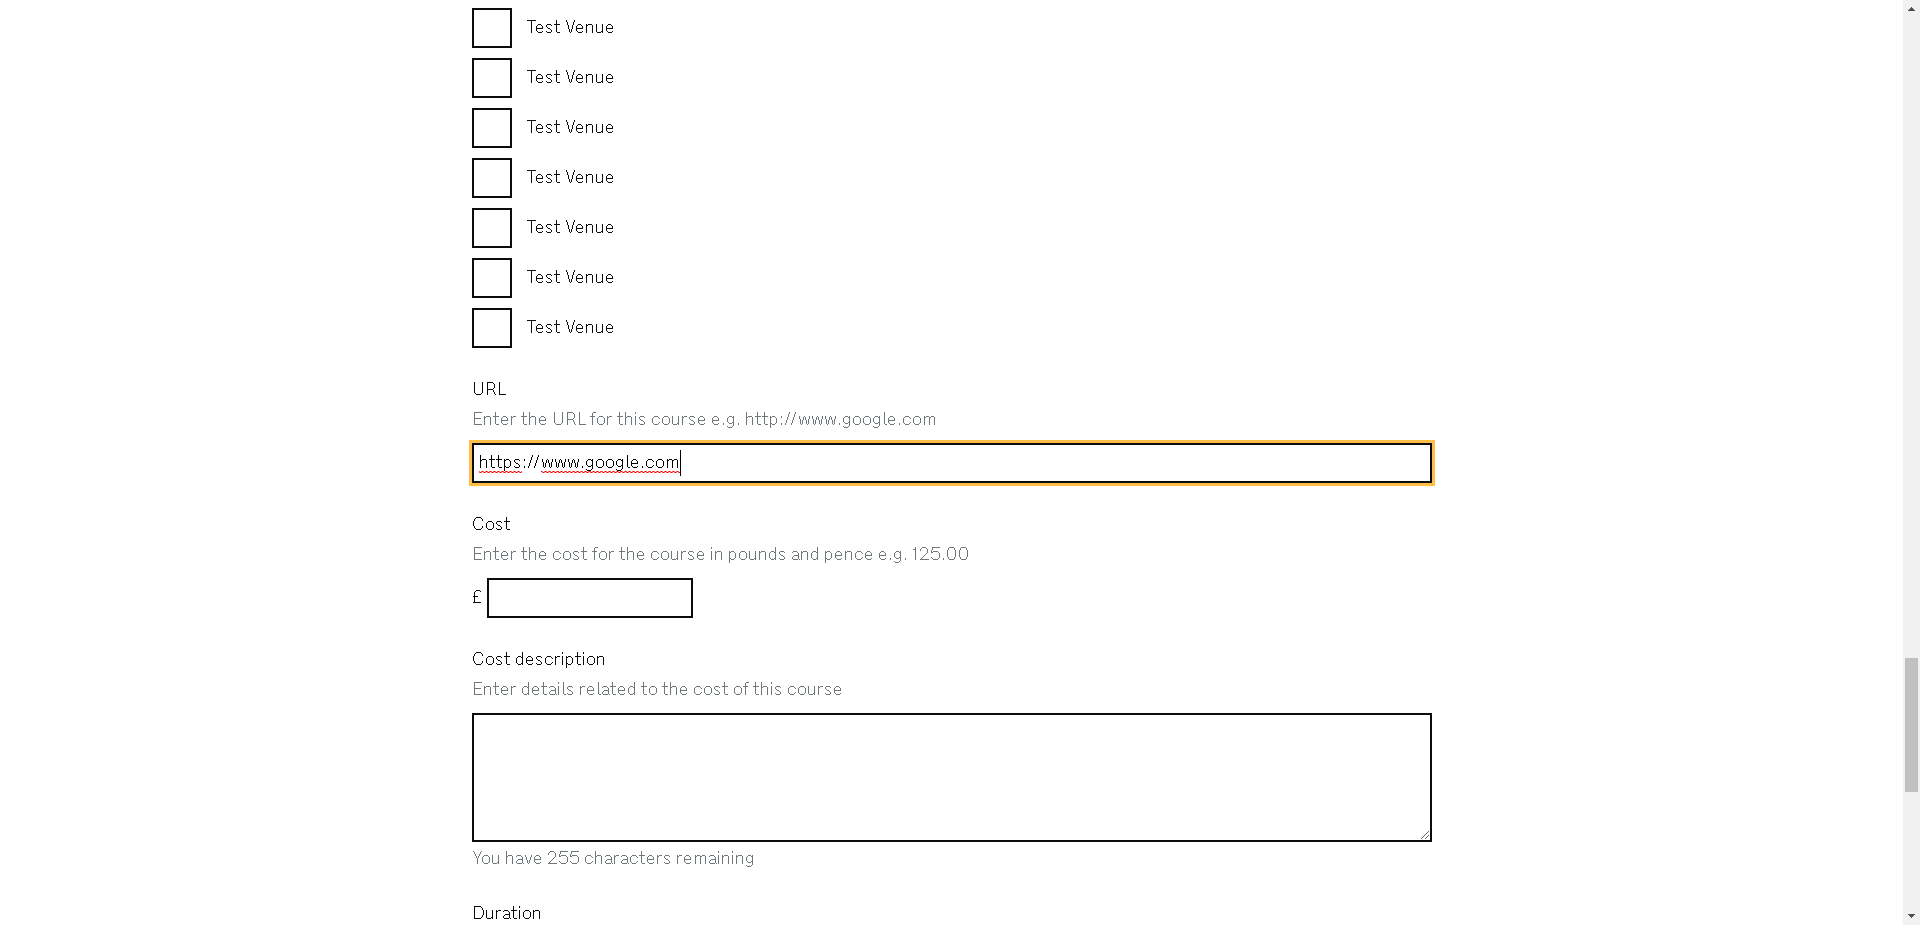 Test Venue
Test Venue
Test Venue
Test Venue
Test Venue
Test Venue
Test Venue
URL
Enter the URL for this course e.g. http://www.google.com
https://www.google.com
Cost
Enter the cost for the course in pounds and pence e.g. 125.00
£
Cost description
Enter details related to the cost of this course
You have 255 characters remaining
Duration